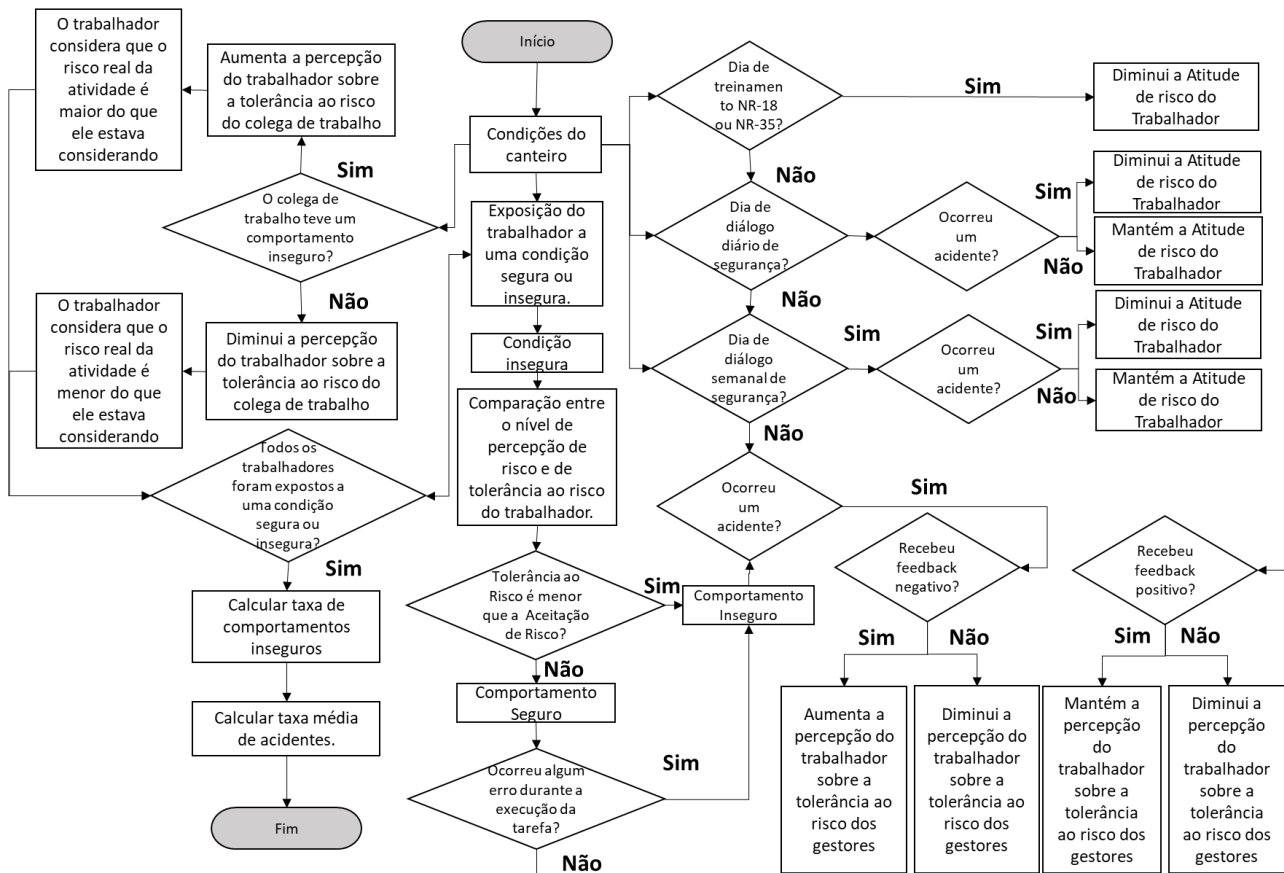 Início
O trabalhador
considera que o
risco real da
atividade é
maior do que
ele estava
considerando
Aumenta a percepção
do trabalhador sobre
a tolerância ao risco
do colega de trabalho
Sim
O colega de
trabalho teve um
comportamento
inseguro?
Não
O trabalhador
considera que o
risco real da
atividade é
menor do que
ele estava
considerando
Diminui a percepção
do trabalhador sobre a
tolerância ao risco do
colega de trabalho
Todos os
trabalhadores
foram expostos a
uma condição
segura ou
insegura?
Sim
Calcular taxa de
comportamentos
inseguros
Calcular taxa média
de acidentes.
Fim
Condições do
canteiro
Exposição do
trabalhador a
uma condição
segura ou
insegura.
Condição
insegura
Comparação entre
o nível de
percepção de
risco e de
tolerância ao risco
do trabalhador.
Tolerância ao
Risco é menor
que a Aceitação
de Risco?
Sim
Não
Comportamento
Inseguro
Comportamento
Seguro
Ocorreu algum
erro durante a
execução da
tarefa?
Sim
Não
Dia de
treinamen
to NR-18
ou NR-35?
Sim
Diminui a Atitude
de risco do
Trabalhador
Não
Dia de
diálogo
diário de
segurança?
Ocorreu
um
acidente?
Sim
Diminui a Atitude
de risco do
Trabalhador
Não
Mantém a Atitude
de risco do
Trabalhador
Não
Dia de
diálogo
semanal de
segurança?
Sim
Ocorreu
um
acidente?
Sim
Diminui a Atitude
de risco do
Trabalhador
Não
Mantém a Atitude
de risco do
Trabalhador
Não
Ocorreu
um
acidente?
Sim
Recebeu
feedback
negativo?
Sim
Não
Aumenta a
percepção do
trabalhador
sobre a
tolerância ao
risco dos
gestores
Diminui a
percepção do
trabalhador
sobre a
tolerância ao
risco dos
gestores
Recebeu
feedback
positivo?
Sim
Não
Mantém a
percepção
do
trabalhador
sobre a
tolerância
ao risco dos
gestores
Diminui a
percepção
do
trabalhador
sobre a
tolerância
ao risco dos
gestores